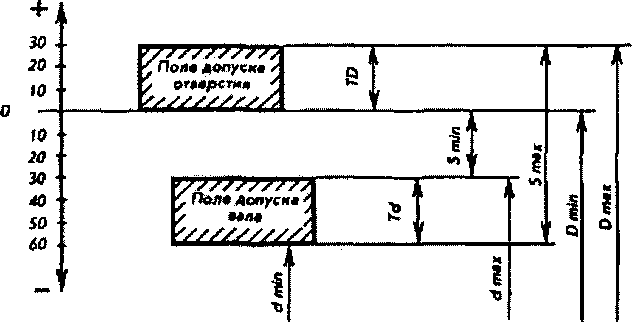 +
30
20
10
0
10
20
30
40
50
60
−
Поле допуска
отверстия
Поле допуска
вала
TD
S min
S max
D min
D max
Td
d min
d max